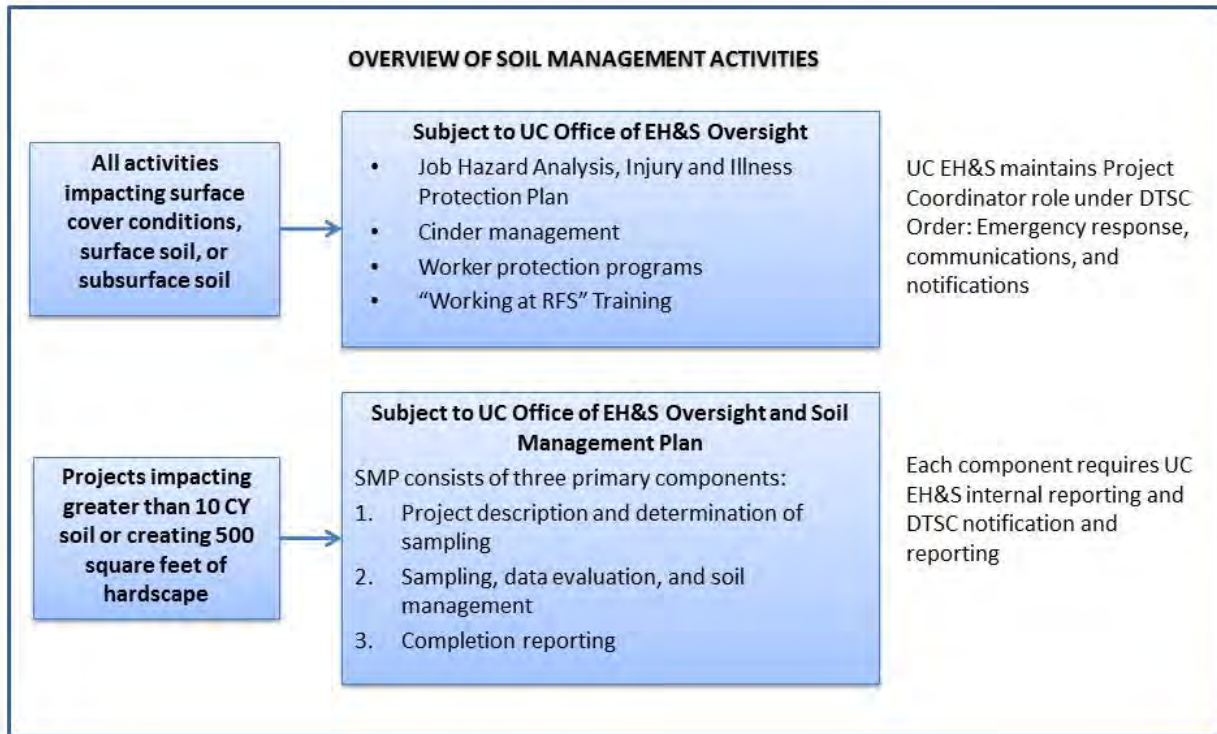 OVERVIEW OF SOIL MANAGEMENT ACTIVITIES
All activities
impacting surface
cover conditions,
surface soil, or
subsurface soil
Subject to UC Office of EH&S Oversight
• Job Hazard Analysis, Injury and Illness
Protection Plan
• Cinder management
• Worker protection programs
• “Working at RFS” Training
UC EH&S maintains Project
Coordinator role under DTSC
Order: Emergency response,
communications, and
notifications
Projects impacting
greater than 10 CY
soil or creating 500
square feet of
hardscape
Subject to UC Office of EH&S Oversight and Soil
Management Plan
SMP consists of three primary components:
1. Project description and determination of
sampling
2. Sampling, data evaluation, and soil
management
3. Completion reporting
Each component requires UC
EH&S internal reporting and
DTSC notification and
reporting